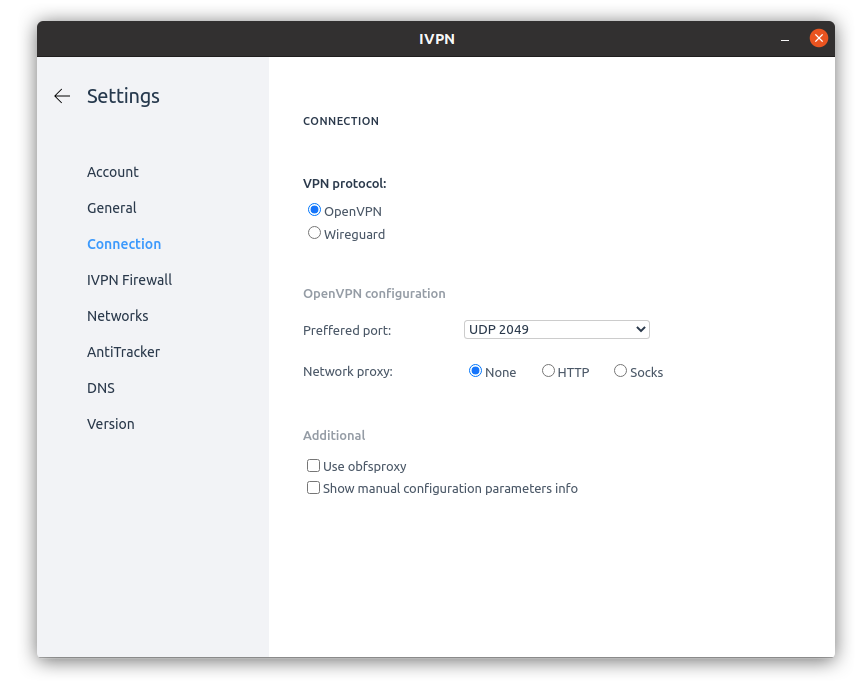 IVPN
Settings
Account
General
Connection
IVPN Firewall
Networks
AntiTracker
DNS
Version
CONNECTION
VPN protocol:
OpenVPN
Wireguard
OpenVPN configuration
Preffered port: UDP 2049
Network proxy: None HTTP Socks
Additional
Use obfsproxy
Show manual configuration parameters info